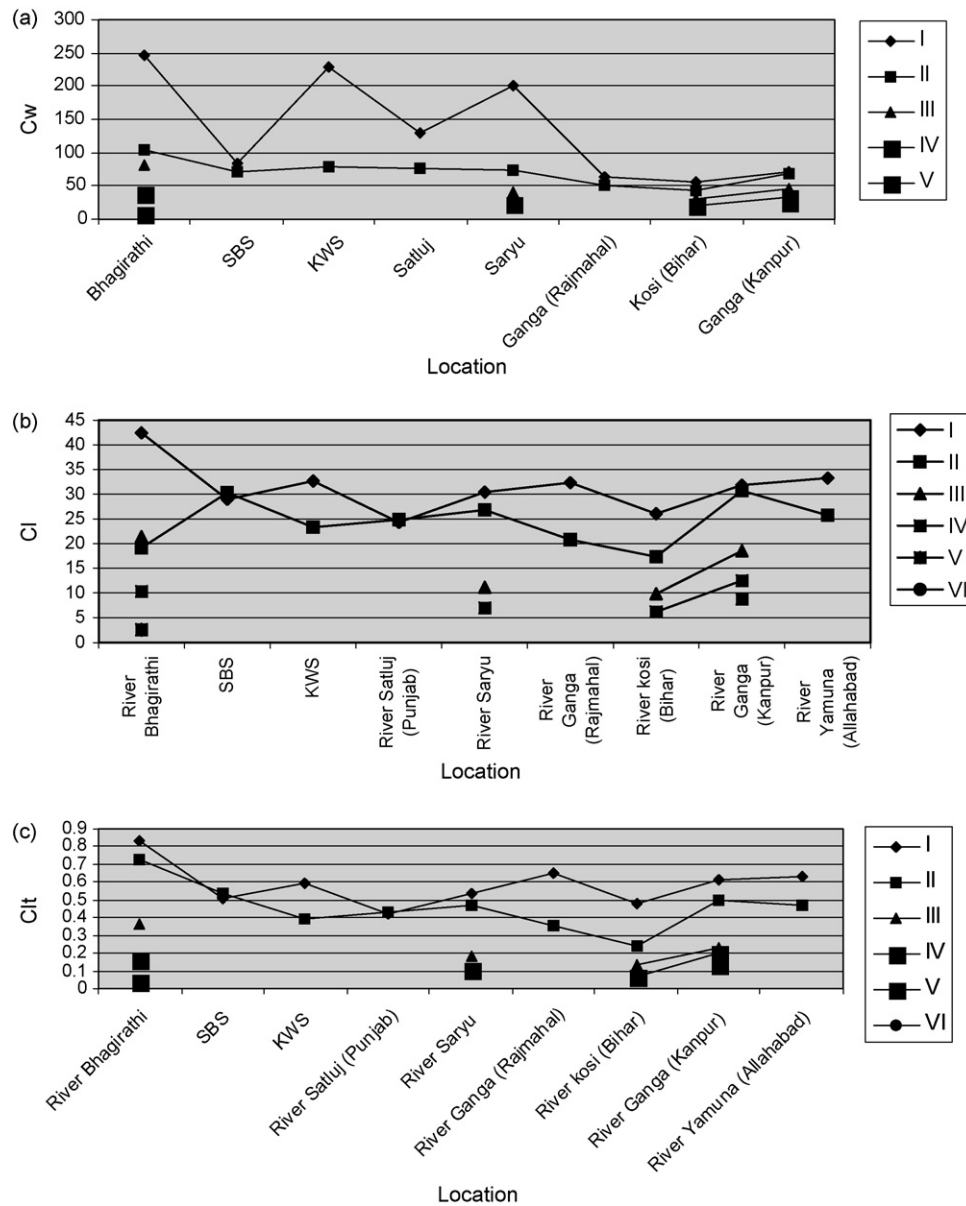 (a)
300
250
200
150
100
50
0
Cw
Bhagirathi
SBS
KWS
Satluj
Saryu
Ganga (Rajmahal)
Kosi (Bihar)
Ganga (Kanpur)
Location
I
II
III
IV
V
(b)
45
40
35
30
25
20
15
10
5
0
Cl
River
Bhagirathi
SBS
KWS
River Satluj
(Punjab)
River Saryu
River
Ganga
(Rajmahal)
River kosi
(Bihar)
River
Ganga
(Kanpur)
River
Yamuna
(Allahabad)
Location
I
II
III
IV
V
VI
(c)
0.9
0.8
0.7
0.6
0.5
0.4
0.3
0.2
0.1
0
Clt
River Bhagirathi
SBS
KWS
River Satluj (Punjab)
River Saryu
River Ganga (Rajmahal)
River kosi (Bihar)
River Ganga (Kanpur)
River Yamuna (Allahabad)
Location
I
II
III
IV
V
VI